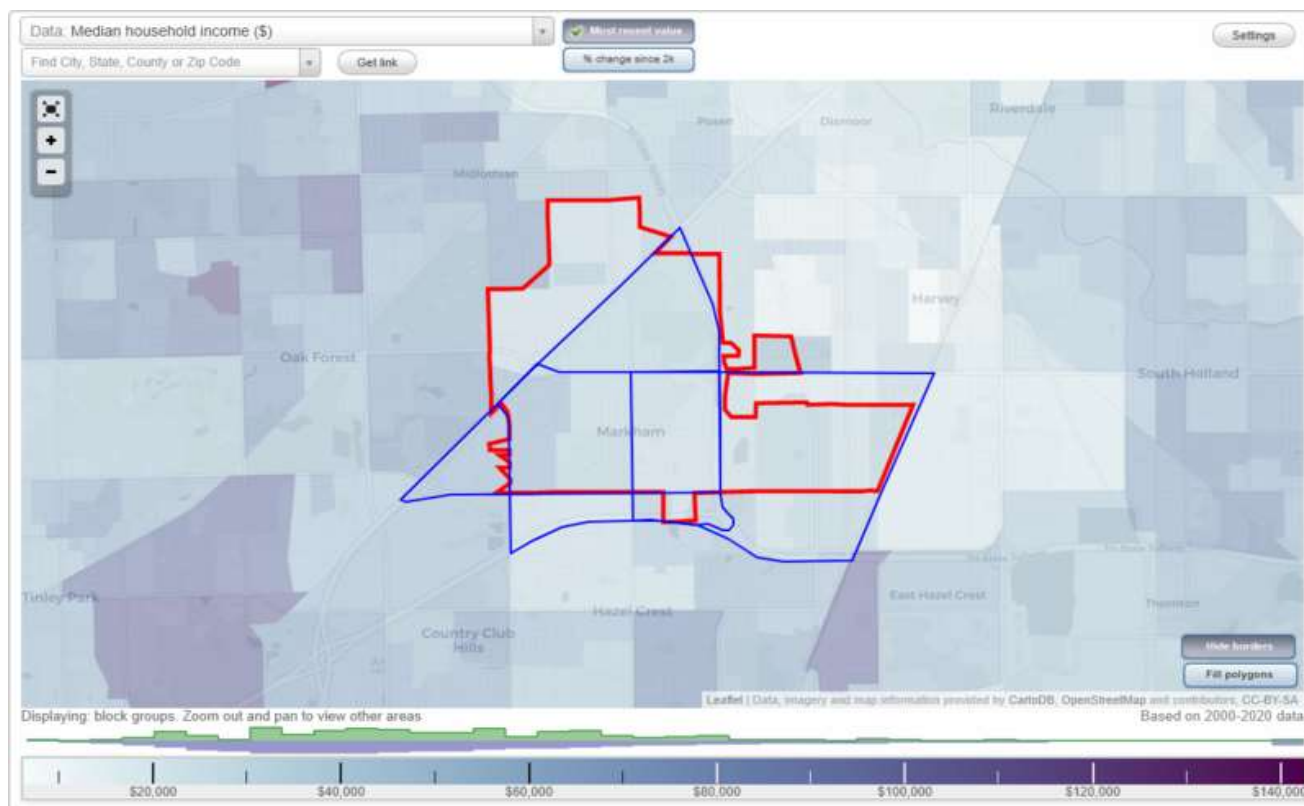 Data: Median household income ($)
Most recent value
Settings
Find City, State, County or Zip Code
Get link
% change since 2k
+
−
Riverdale
Posen
Dixmoor
Midlothian
Harvey
Oak Forest
South Holland
Markham
Tinley Park
East Hazel Crest
Thornton
Hazel Crest
Country Club
Hills
Hide borders
Fill polygons
Leaflet | Data, imagery and map information provided by CartoDB, OpenStreetMap and contributors, CC-BY-SA
Displaying: block groups. Zoom out and pan to view other areas
Based on 2000-2020 data
$20,000 $40,000 $60,000 $80,000 $100,000 $120,000 $140,000